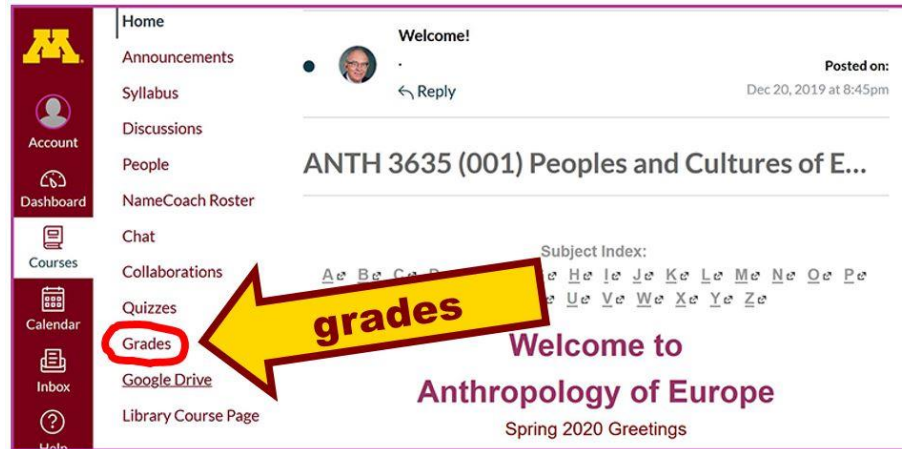 M
Account
Dashboard
Courses
Calendar
Inbox
Help
Home
Announcements
Syllabus
Discussions
People
NameCoach Roster
Chat
Collaborations
Quizzes
Grades
Google Drive
Library Course Page
Welcome!
.
Reply
Posted on:
Dec 20, 2019 at 8:45pm
ANTH 3635 (001) Peoples and Cultures of E...
Subject Index:
A B C H I J K L M N O P
U V W X Y Z
grades
Welcome to
Anthropology of Europe
Spring 2020 Greetings